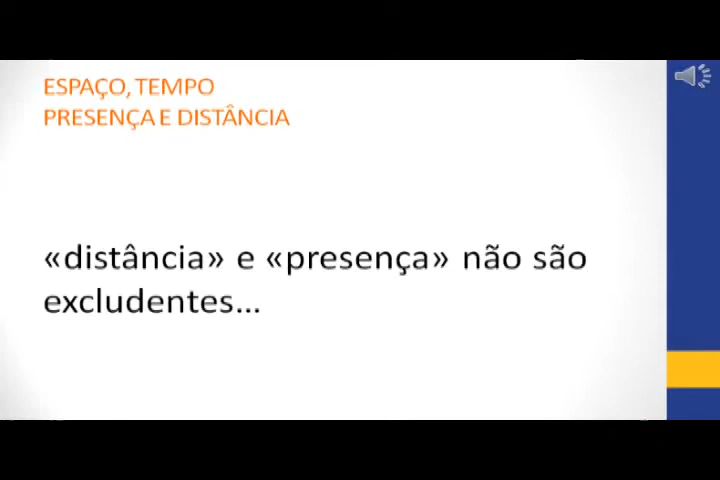 ESPAÇO, TEMPO
PRESENÇA E DISTÂNCIA
«distância» e «presença» não são
excludentes...